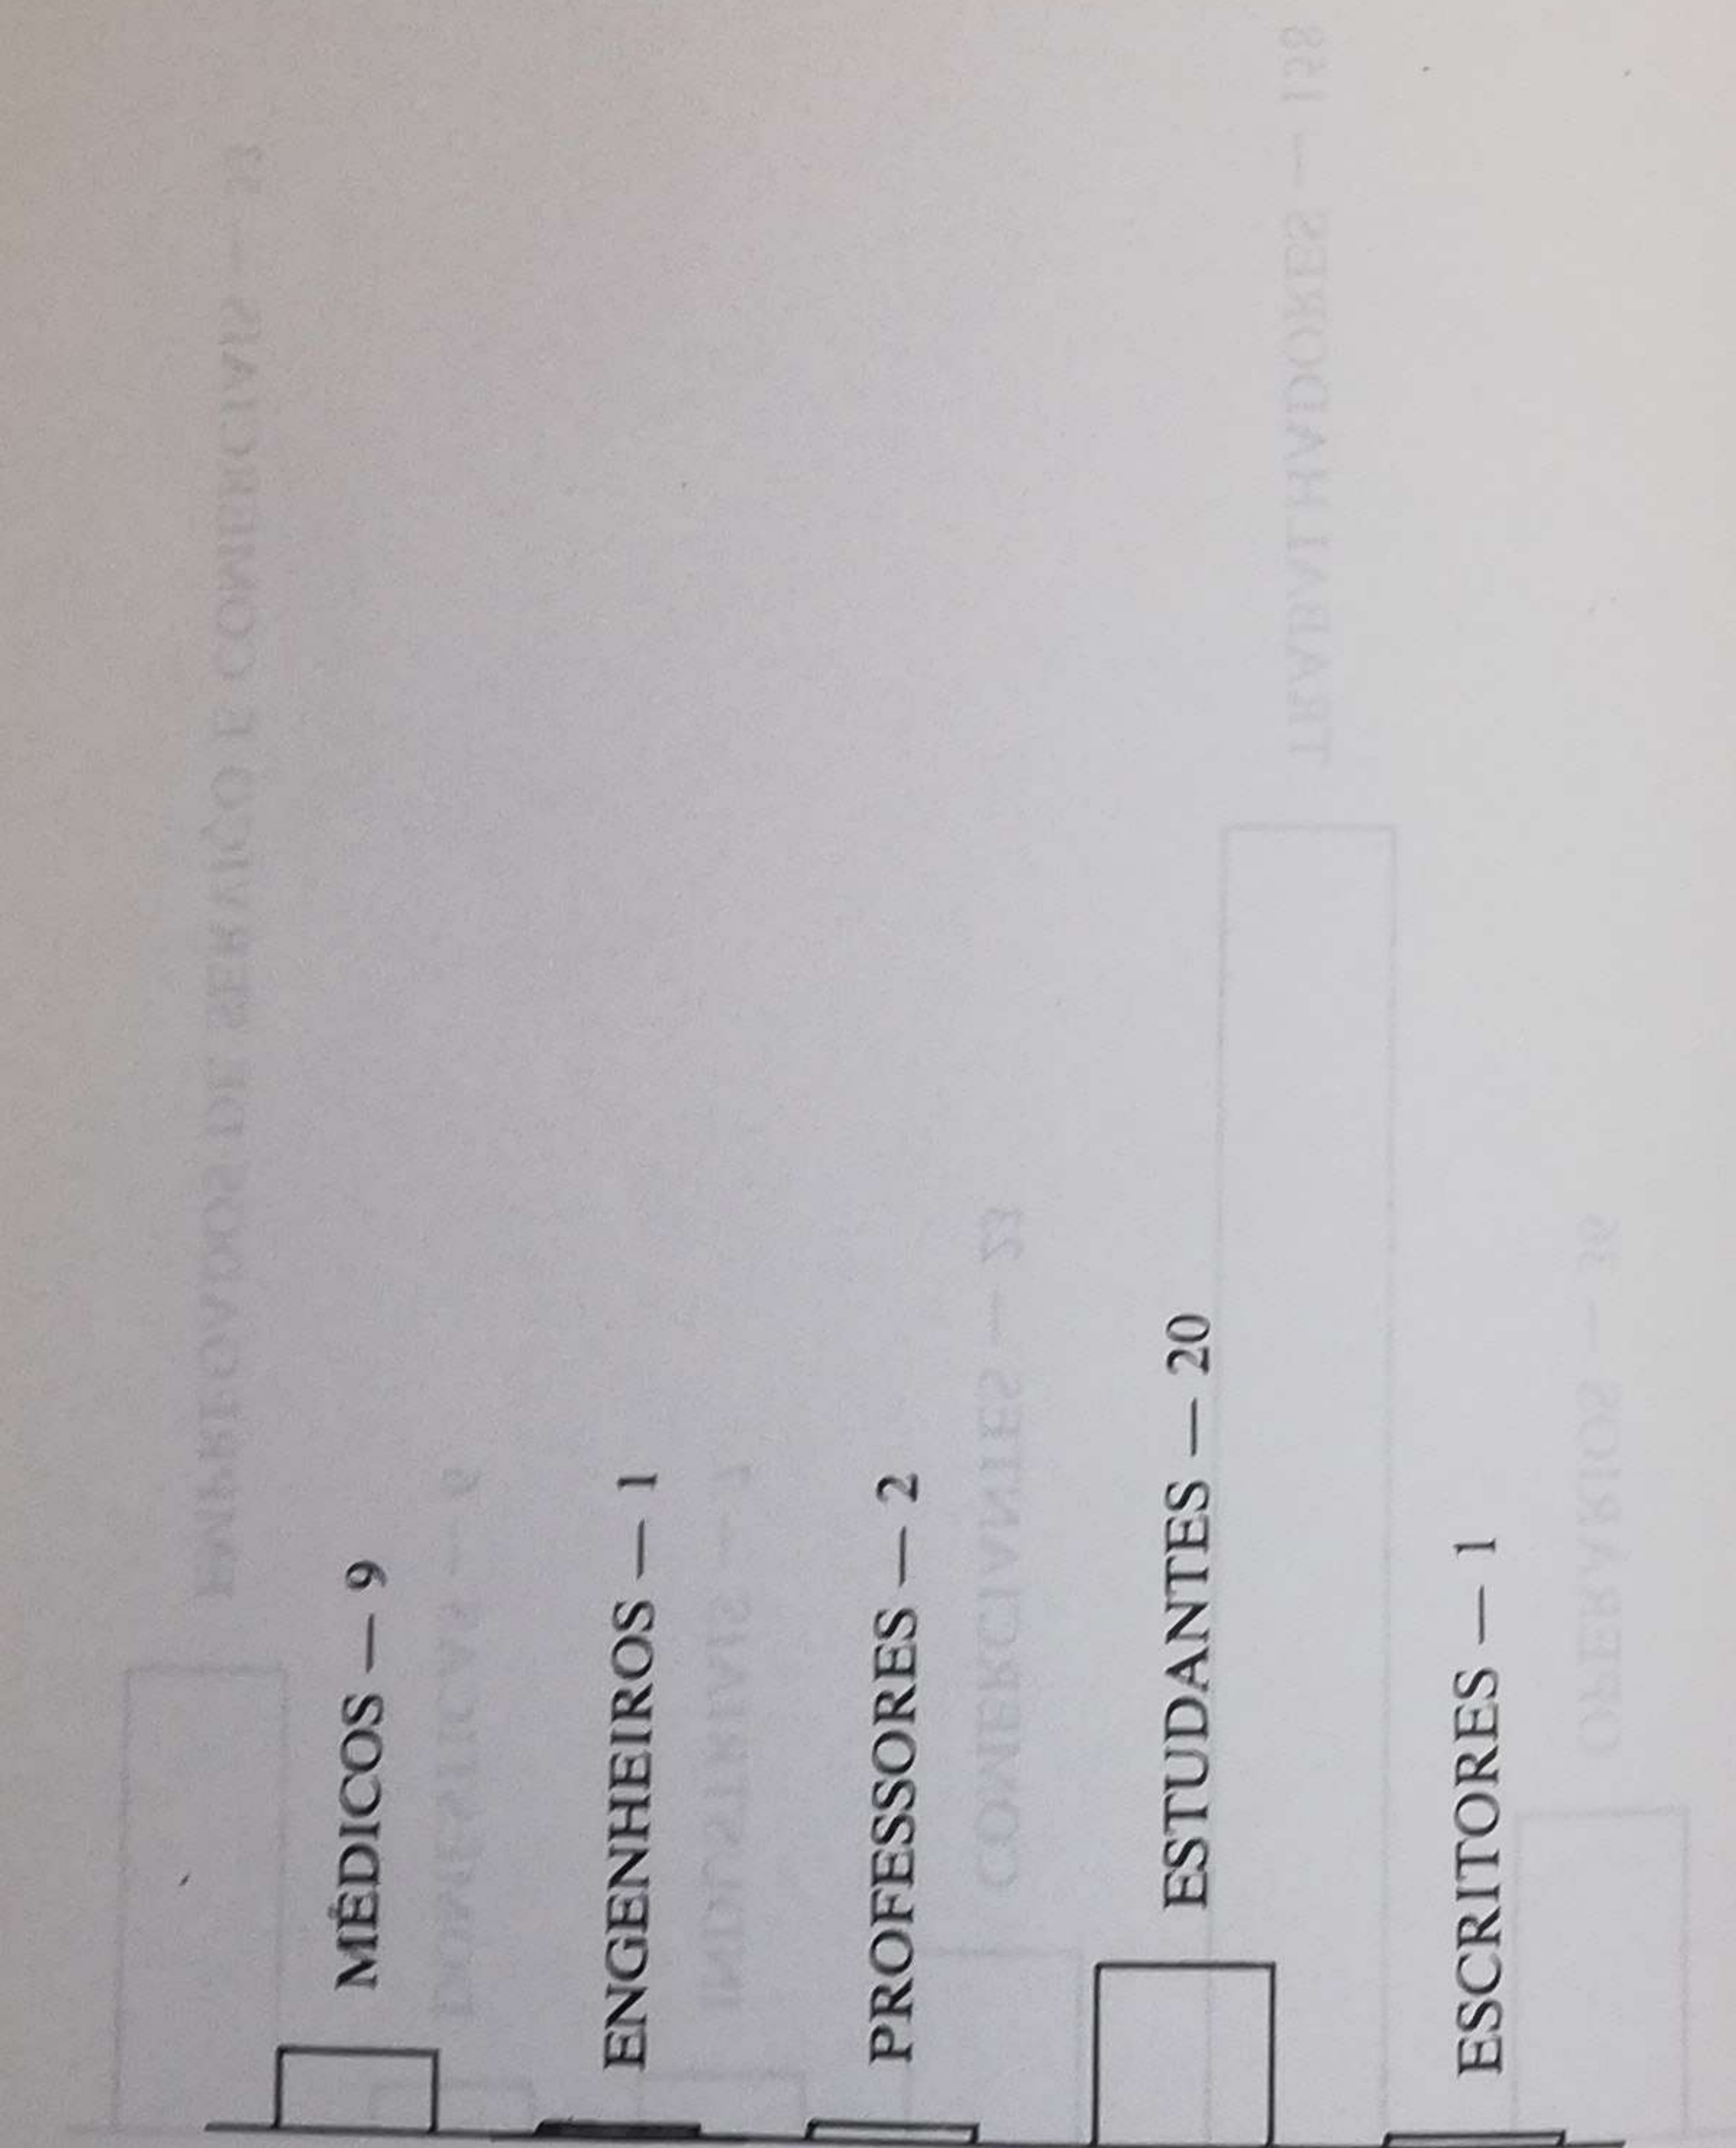 MÉDICOS — 9
ENGENHEIROS — 1
PROFESSORES — 2
ESTUDANTES — 20
ESCRITORES — 1